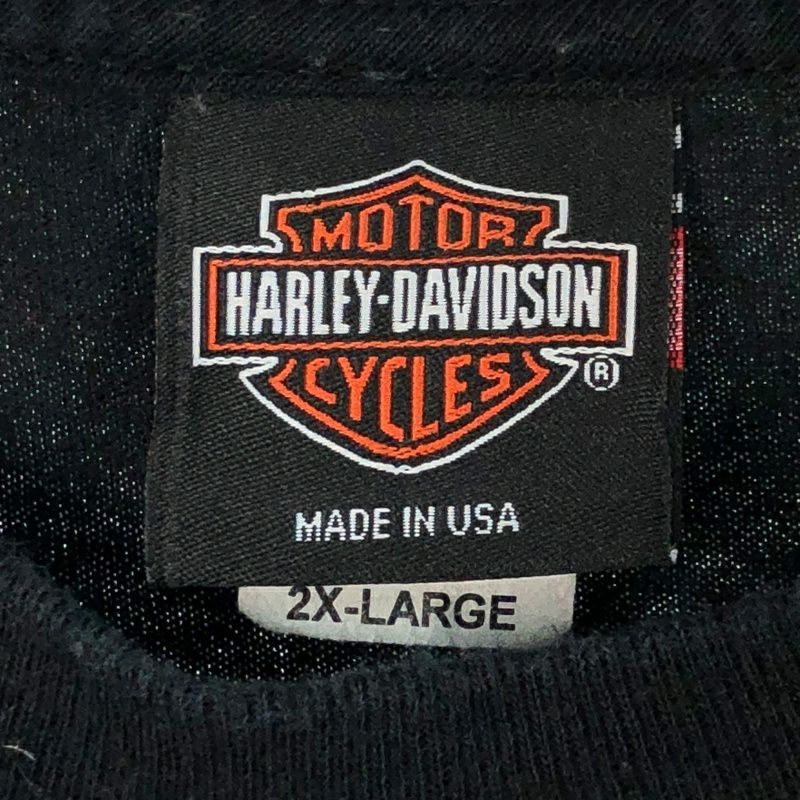 MOTOR
HARLEY-DAVIDSON
CYCLES
®
MADE IN USA
2X-LARGE